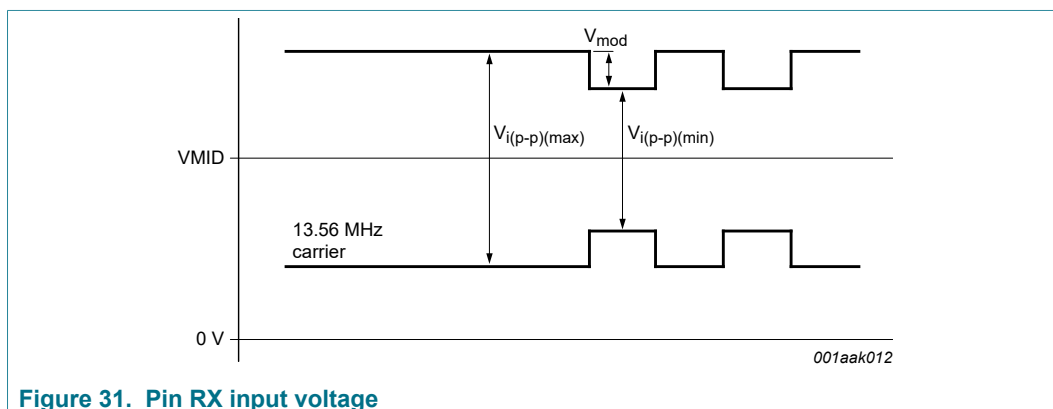 Vmod
Vi(p-p)(max)
Vi(p-p)(min)
VMID
13.56 MHz
carrier
0 V
001aak012
Figure 31. Pin RX input voltage